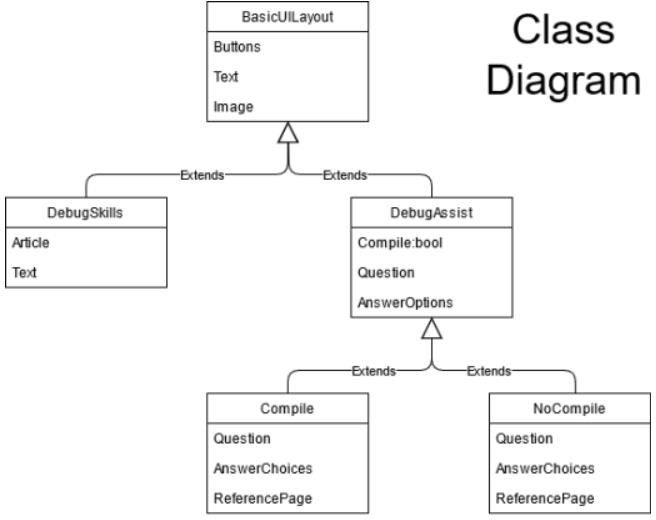 BasicUILayout
Buttons
Text
Image
Class
Diagram
Extends
Extends
DebugSkills
Article
Text
DebugAssist
Compile:bool
Question
AnswerOptions
Extends
Extends
Compile
Question
AnswerChoices
ReferencePage
NoCompile
Question
AnswerChoices
ReferencePage